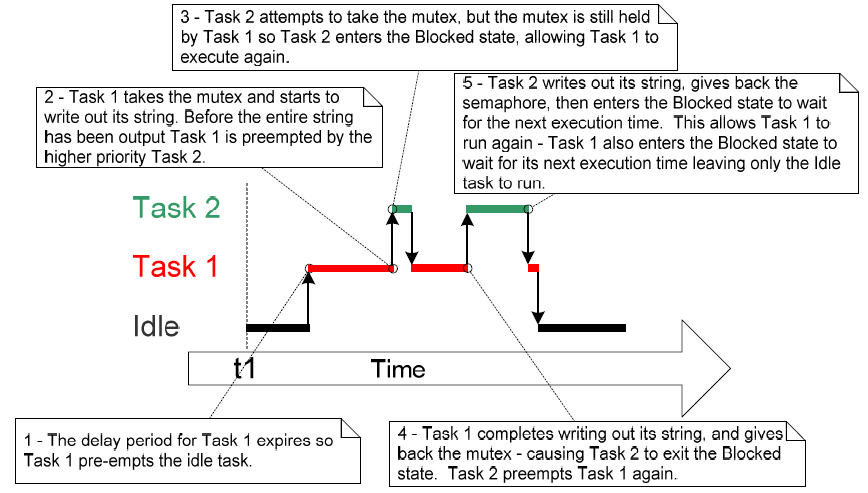 3 - Task 2 attempts to take the mutex, but the mutex is still held
by Task 1 so Task 2 enters the Blocked state, allowing Task 1 to
execute again.
2 - Task 1 takes the mutex and starts to
write out its string. Before the entire string
has been output Task 1 is preempted by the
higher priority Task 2.
5 - Task 2 writes out its string, gives back the
semaphore, then enters the Blocked state to wait
for the next execution time.  This allows Task 1 to
run again - Task 1 also enters the Blocked state to
wait for its next execution time leaving only the Idle
task to run.
Task 2
Task 1
Idle
t1
Time
1 - The delay period for Task 1 expires so
Task 1 pre-empts the idle task.
4 - Task 1 completes writing out its string, and gives
back the mutex - causing Task 2 to exit the Blocked
state.  Task 2 preempts Task 1 again.